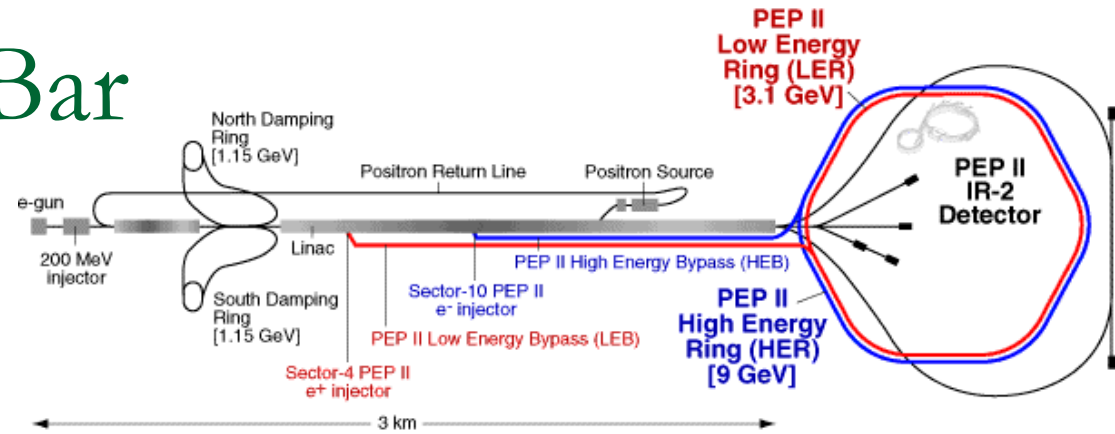 Bar
PEP II
Low Energy
Ring (LER)
[3.1 GeV]
North Damping
Ring
[1.15 GeV]
Positron Return Line
Positron Source
e-gun
PEP II
IR-2
Detector
200 MeV
injector
Linac
PEP II High Energy Bypass (HEB)
Sector-10 PEP II
e- injector
South Damping
Ring
[1.15 GeV]
PEP II Low Energy Bypass (LEB)
PEP II
High Energy
Ring (HER)
[9 GeV]
Sector-4 PEP II
e+ injector
3 km